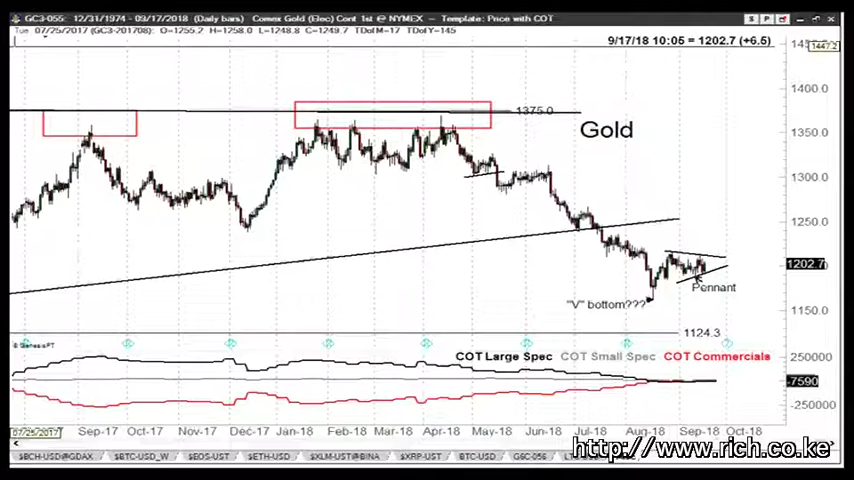 GC3-055: 12/31/1974 - 09/17/2018 (Daily bars)  Comex Gold (Elec) Cont 1st @ NYMEX -- Template: Price with COT
S P
Tue 07/25/2017 (GC3-201708) O=1255.2 H=1258.0 L=1248.8 C=1249.7 TDofM=17 TDofY=145
9/17/18 10:05 = 1202.7 (+6.5)
1447.2
1400.0
1375.0
Gold
1350.0
1300.0
1250.0
1202.7
Pennant
"V" bottom???
1150.0
1124.3
© GenesisFT
COT Large Spec COT Small Spec COT Commercials
250000
-7590
-250000
07/25/2017 Sep-17 Oct-17 Nov-17 Dec-17 Jan-18 Feb-18 Mar-18 Apr-18 May-18 Jun-18 Jul-18 Aug-18 Sep-18 Oct-18
http://www.rich.co.ke
$BCH-USD@GDAX $BTC-USD_W $EOS-UST $ETH-USD $XLM-UST@BINA $XRP-UST BTC-USD G6C-056